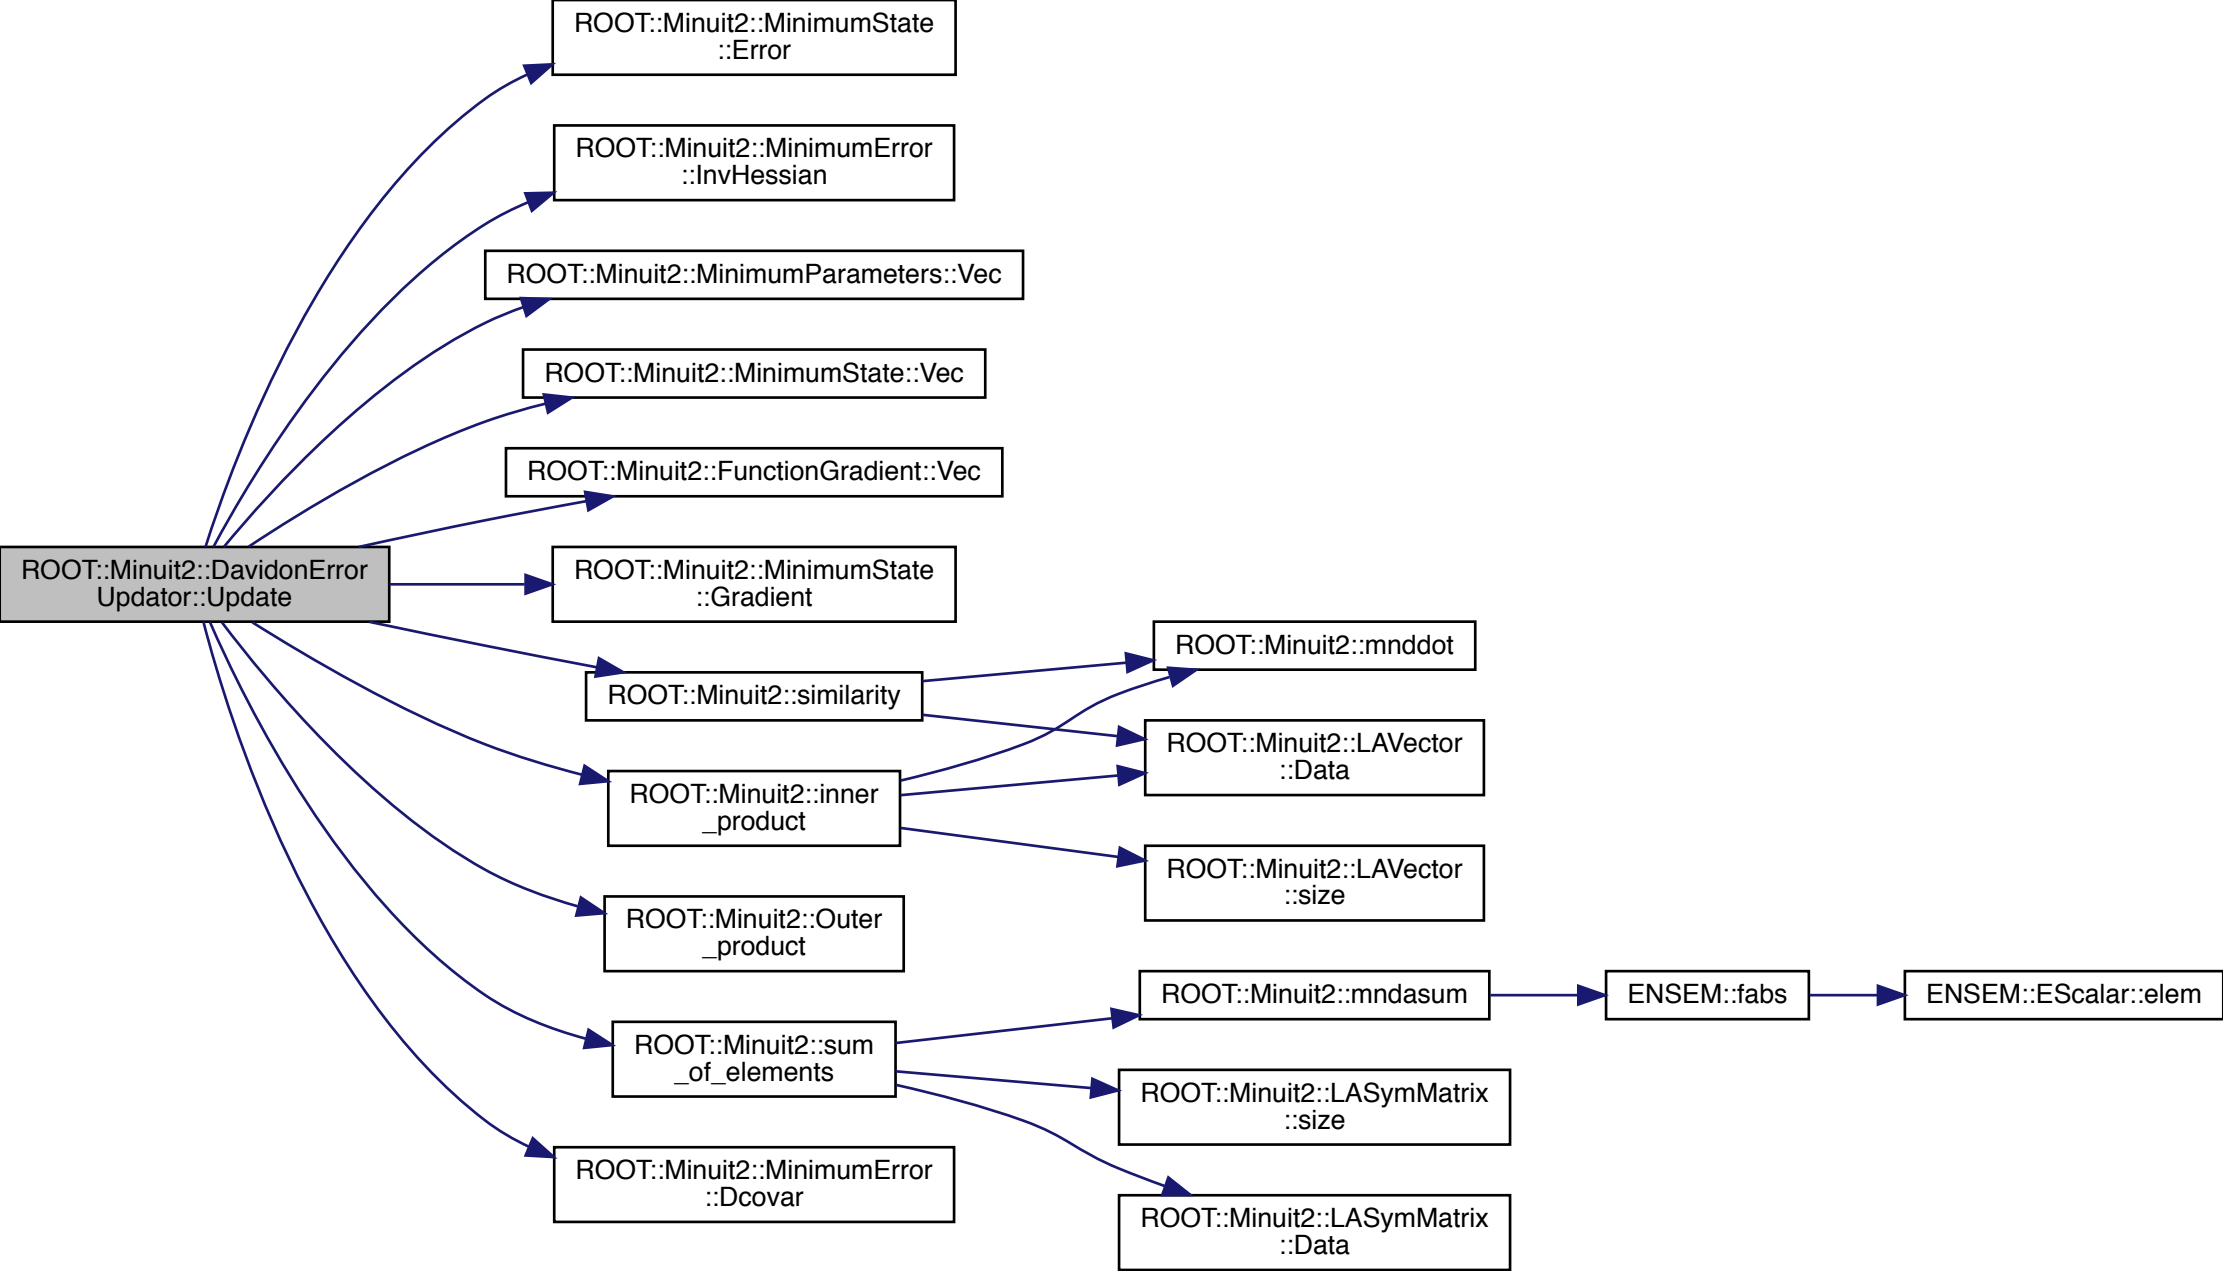 ROOT::Minuit2::MinimumState
::Error
ROOT::Minuit2::MinimumError
::InvHessian
ROOT::Minuit2::MinimumParameters::Vec
ROOT::Minuit2::MinimumState::Vec
ROOT::Minuit2::FunctionGradient::Vec
ROOT::Minuit2::DavidonError
Updator::Update
ROOT::Minuit2::MinimumState
::Gradient
ROOT::Minuit2::similarity
ROOT::Minuit2::mnddot
ROOT::Minuit2::LAVector
::Data
ROOT::Minuit2::inner
_product
ROOT::Minuit2::LAVector
::size
ROOT::Minuit2::Outer
_product
ROOT::Minuit2::sum
_of_elements
ROOT::Minuit2::mndasum
ENSEM::fabs
ENSEM::EScalar::elem
ROOT::Minuit2::LASymMatrix
::size
ROOT::Minuit2::MinimumError
::Dcovar
ROOT::Minuit2::LASymMatrix
::Data